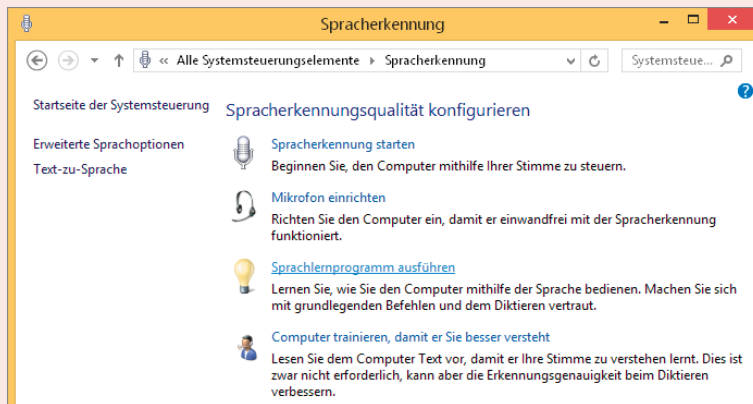 Spracherkennung
« Alle Systemsteuerungselemente Spracherkennung Systemsteue...
Startseite der Systemsteuerung
Erweiterte Sprachoptionen
Text-zu-Sprache
Spracherkennungsqualität konfigurieren
Spracherkennung starten
Beginnen Sie, den Computer mithilfe Ihrer Stimme zu steuern.
Mikrofon einrichten
Richten Sie den Computer ein, damit er einwandfrei mit der Spracherkennung
funktioniert.
Sprachlernprogramm ausführen
Lernen Sie, wie Sie den Computer mithilfe der Sprache bedienen. Machen Sie sich
mit grundlegenden Befehlen und dem Diktieren vertraut.
Computer trainieren, damit er Sie besser versteht
Lesen Sie dem Computer Text vor, damit er Ihre Stimme zu verstehen lernt. Dies ist
zwar nicht erforderlich, kann aber die Erkennungsgenauigkeit beim Diktieren
verbessern.